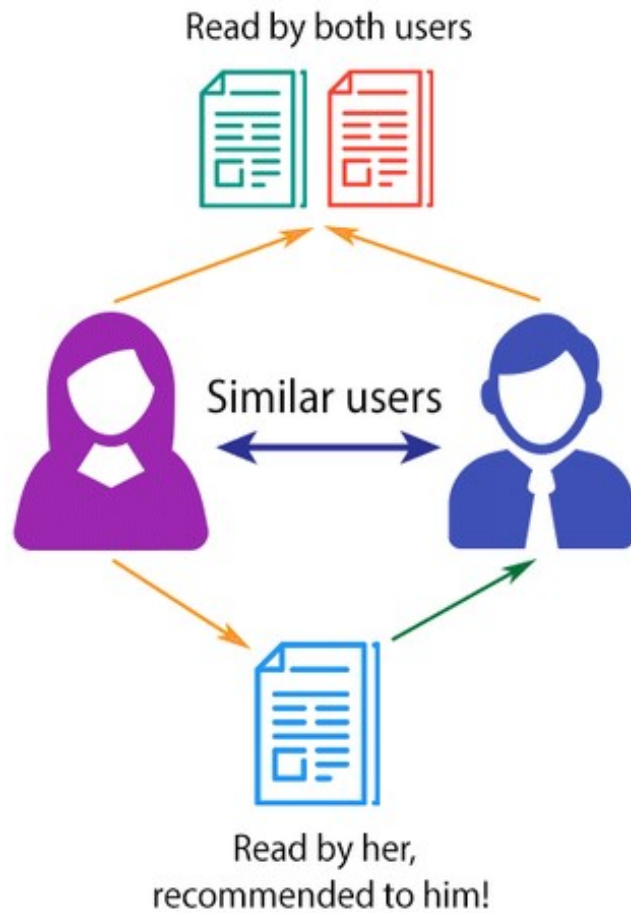 Read by both users
Similar users
Read by her,
recommended to him!